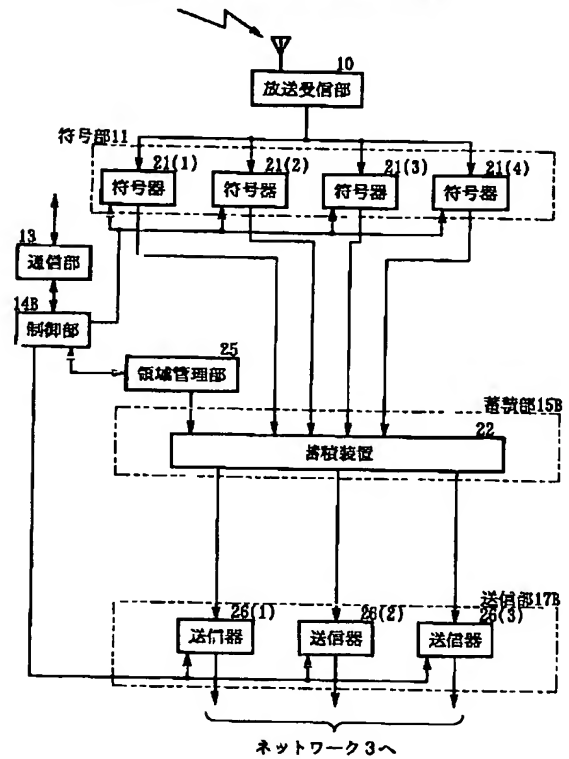 10
放送受信部
符号部11
21(1)
21(2)
21(3)
21(4)
符号器
符号器
符号器
符号器
13
通信部
14B
制御部
25
領域管理部
蓄積部15B
22
蓄積装置
送信部17B
26(1)
26(2)
26(3)
送信器
送信器
送信器
ネットワーク3へ